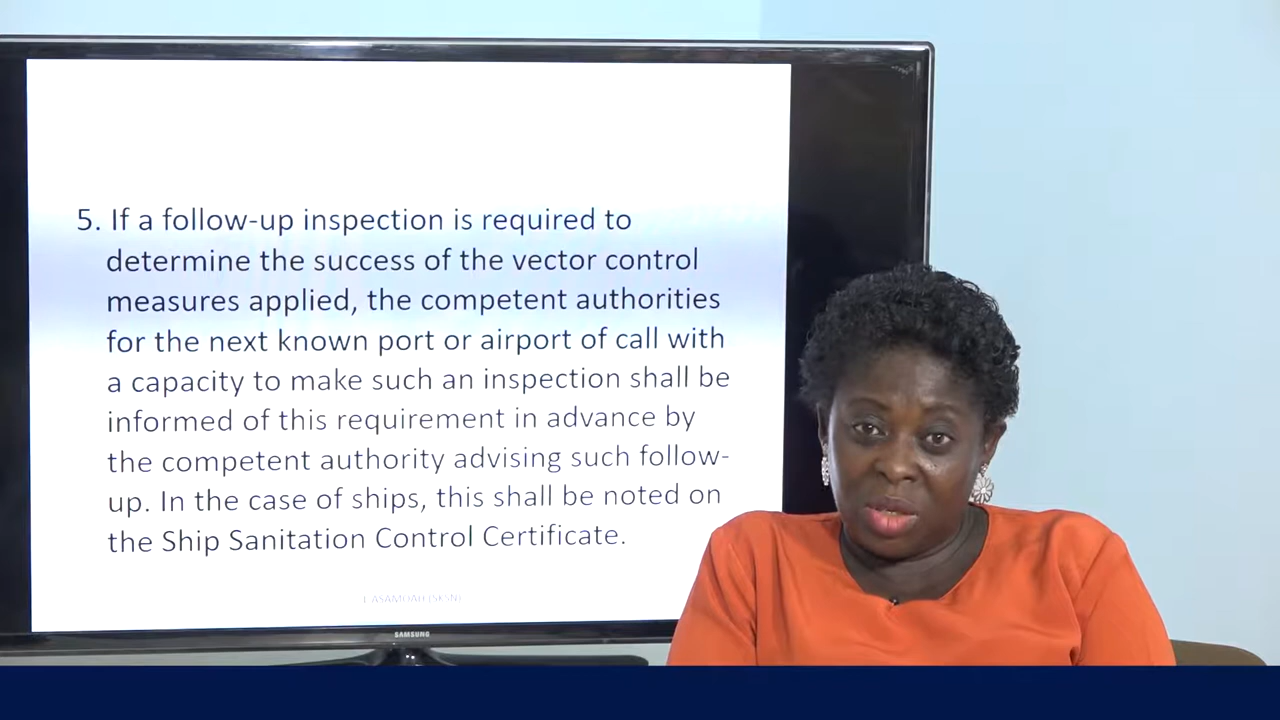 5. If a follow-up inspection is required to
determine the success of the vector control
measures applied, the competent authorities
for the next known port or airport of call with
a capacity to make such an inspection shall be
informed of this requirement in advance by
the competent authority advising such follow-
up. In the case of ships, this shall be noted on
the Ship Sanitation Control Certificate.
SAMSUNG